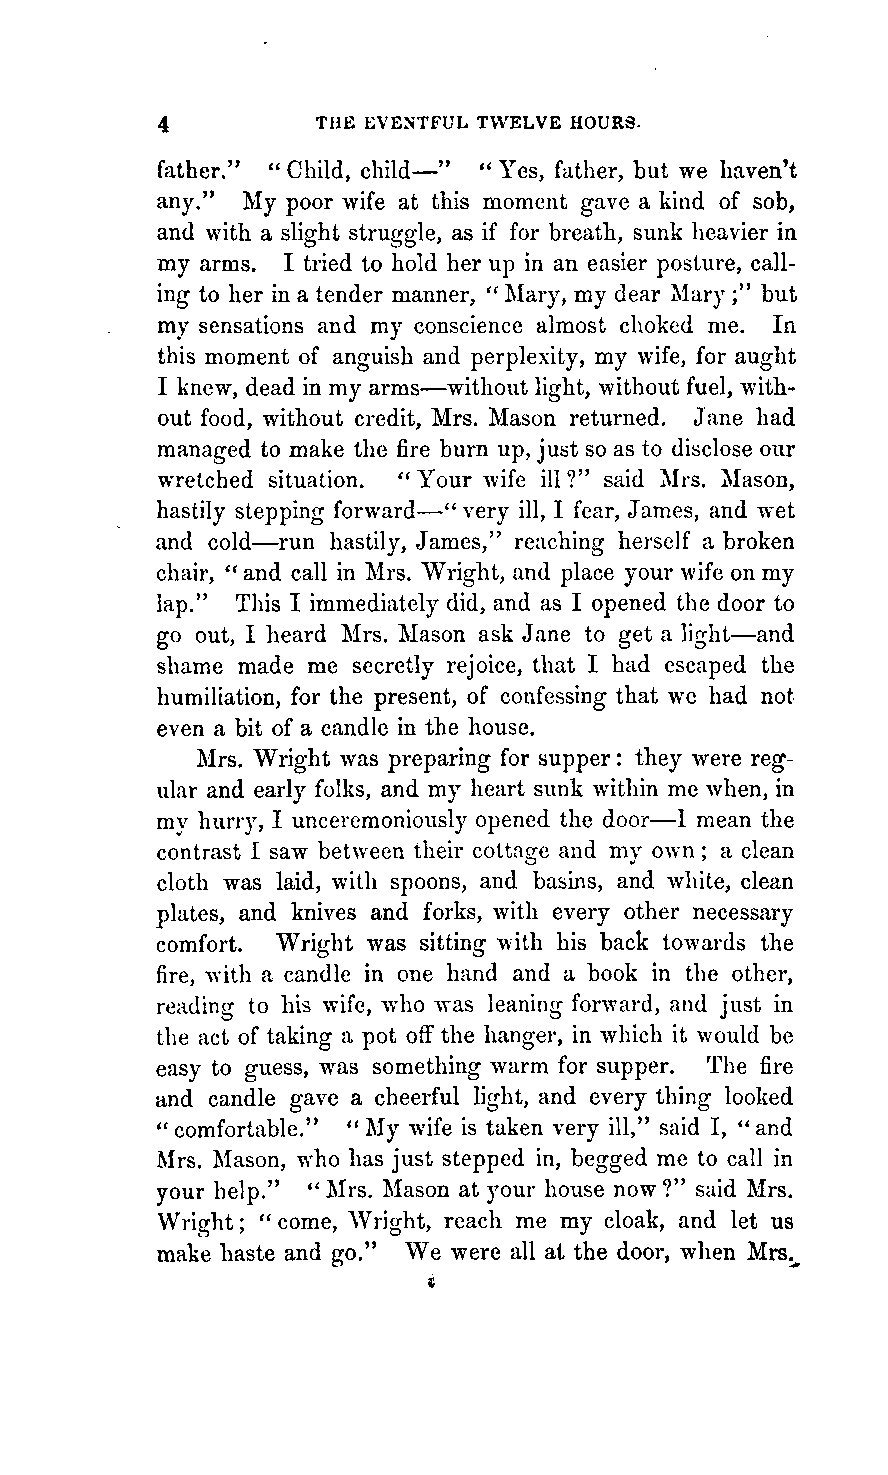 4 THE EVENTFUL TWELVE HOURS.
father." "Child, child—" "Yes, father, but we haven't
any." My poor wife at this moment gave a kind of sob,
and with a slight struggle, as if for breath, sunk heavier in
my arms. I tried to hold her up in an easier posture, call-
ing to her in a tender manner, "Mary, my dear Mary;" but
my sensations and my conscience almost choked me. In
this moment of anguish and perplexity, my wife, for aught
I knew, dead in my arms—without light, without fuel, with-
out food, without credit, Mrs. Mason returned. Jane had
managed to make the fire burn up, just so as to disclose our
wretched situation. "Your wife ill?" said Mrs. Mason,
hastily stepping forward—"very ill, I fear, James, and wet
and cold—run hastily, James," reaching herself a broken
chair, "and call in Mrs. Wright, and place your wife on my
lap." This I immediately did, and as I opened the door to
go out, I heard Mrs. Mason ask Jane to get a light—and
shame made me secretly rejoice, that I had escaped the
humiliation, for the present, of confessing that we had not
even a bit of a candle in the house.
Mrs. Wright was preparing for supper: they were reg-
ular and early folks, and my heart sunk within me when, in
my hurry, I unceremoniously opened the door—I mean the
contrast I saw between their cottage and my own; a clean
cloth was laid, with spoons, and basins, and white, clean
plates, and knives and forks, with every other necessary
comfort. Wright was sitting with his back towards the
fire, with a candle in one hand and a book in the other,
reading to his wife, who was leaning forward, and just in
the act of taking a pot off the hanger, in which it would be
easy to guess, was something warm for supper. The fire
and candle gave a cheerful light, and every thing looked
"comfortable." "My wife is taken very ill," said I, "and
Mrs. Mason, who has just stepped in, begged me to call in
your help." "Mrs. Mason at your house now?" said Mrs.
Wright; "come, Wright, reach me my cloak, and let us
make haste and go." We were all at the door, when Mrs.